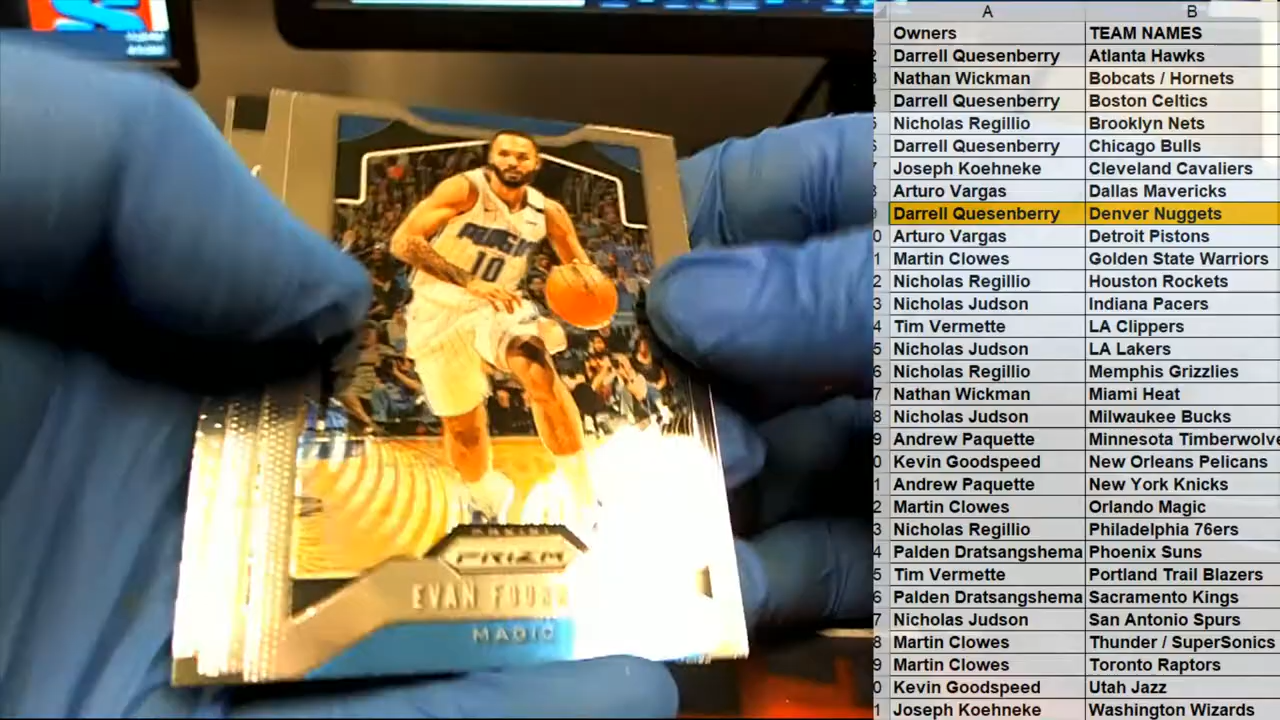 MAGIC
10
PRIZM
EVAN
MAGIC
A B
Owners TEAM NAMES
Darrell Quesenberry Atlanta Hawks
Nathan Wickman Bobcats / Hornets
Darrell Quesenberry Boston Celtics
Nicholas Regillio Brooklyn Nets
Darrell Quesenberry Chicago Bulls
Joseph Koehneke Cleveland Cavaliers
Arturo Vargas Dallas Mavericks
Darrell Quesenberry Denver Nuggets
Arturo Vargas Detroit Pistons
Martin Clowes Golden State Warriors
Nicholas Regillio Houston Rockets
Nicholas Judson Indiana Pacers
Tim Vermette LA Clippers
Nicholas Judson LA Lakers
Nicholas Regillio Memphis Grizzlies
Nathan Wickman Miami Heat
Nicholas Judson Milwaukee Bucks
Andrew Paquette Minnesota Timberwolve
Kevin Goodspeed New Orleans Pelicans
Andrew Paquette New York Knicks
Martin Clowes Orlando Magic
Nicholas Regillio Philadelphia 76ers
Palden Dratsangshema Phoenix Suns
Tim Vermette Portland Trail Blazers
Palden Dratsangshema Sacramento Kings
Nicholas Judson San Antonio Spurs
Martin Clowes Thunder / SuperSonics
Martin Clowes Toronto Raptors
Kevin Goodspeed Utah Jazz
Joseph Koehneke Washington Wizards